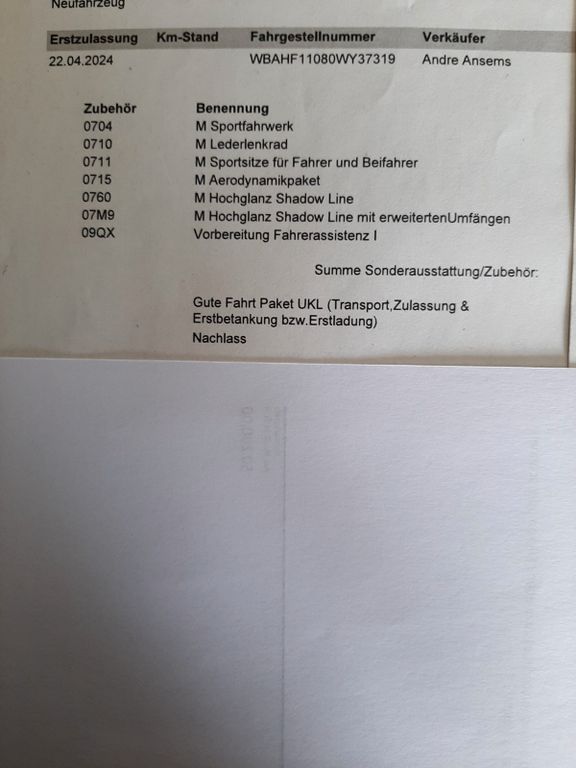 Neufahrzeug
Erstzulassung Km-Stand Fahrgestellnummer Verkäufer
22.04.2024 WBAHF11080WY37319 Andre Ansems
Zubehör Benennung
0704 M Sportfahrwerk
0710 M Lederlenkrad
0711 M Sportsitze für Fahrer und Beifahrer
0715 M Aerodynamikpaket
0760 M Hochglanz Shadow Line
07M9 M Hochglanz Shadow Line mit erweitertenUmfängen
09QX Vorbereitung Fahrerassistenz I
Summe Sonderausstattung/Zubehör:
Gute Fahrt Paket UKL (Transport,Zulassung &
Erstbetankung bzw.Erstladung)
Nachlass